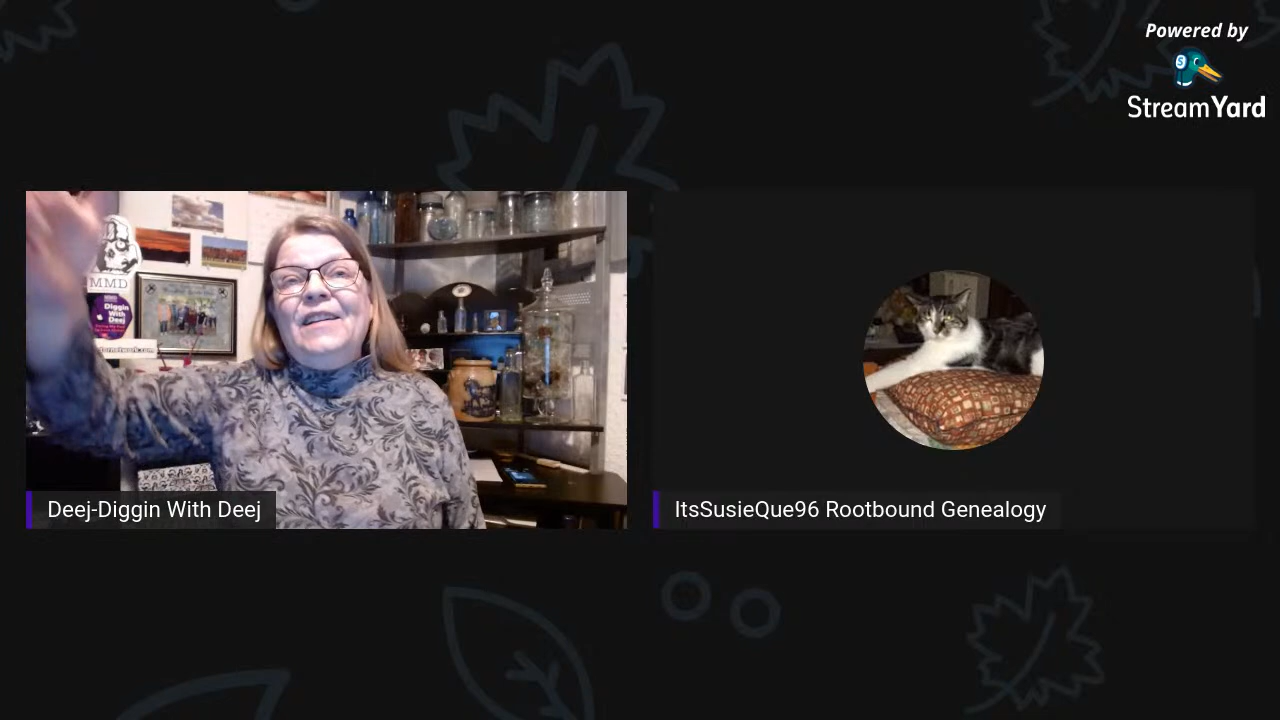 Powered by
StreamYard
MMD
Diggin
With
Deej
Deej-Diggin With Deej
ItsSusieQue96 Rootbound Genealogy